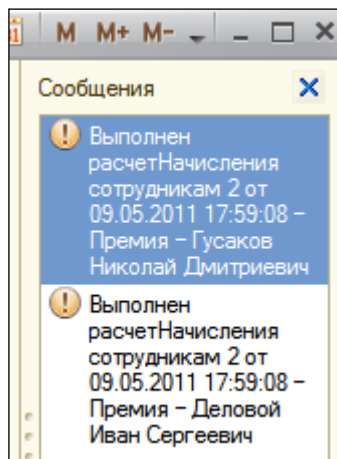 31 M M+ M-
Сообщения
Выполнен
расчетНачисления
сотрудникам 2 от
09.05.2011 17:59:08 –
Премия – Гусаков
Николай Дмитриевич
Выполнен
расчетНачисления
сотрудникам 2 от
09.05.2011 17:59:08 –
Премия – Деловой
Иван Сергеевич